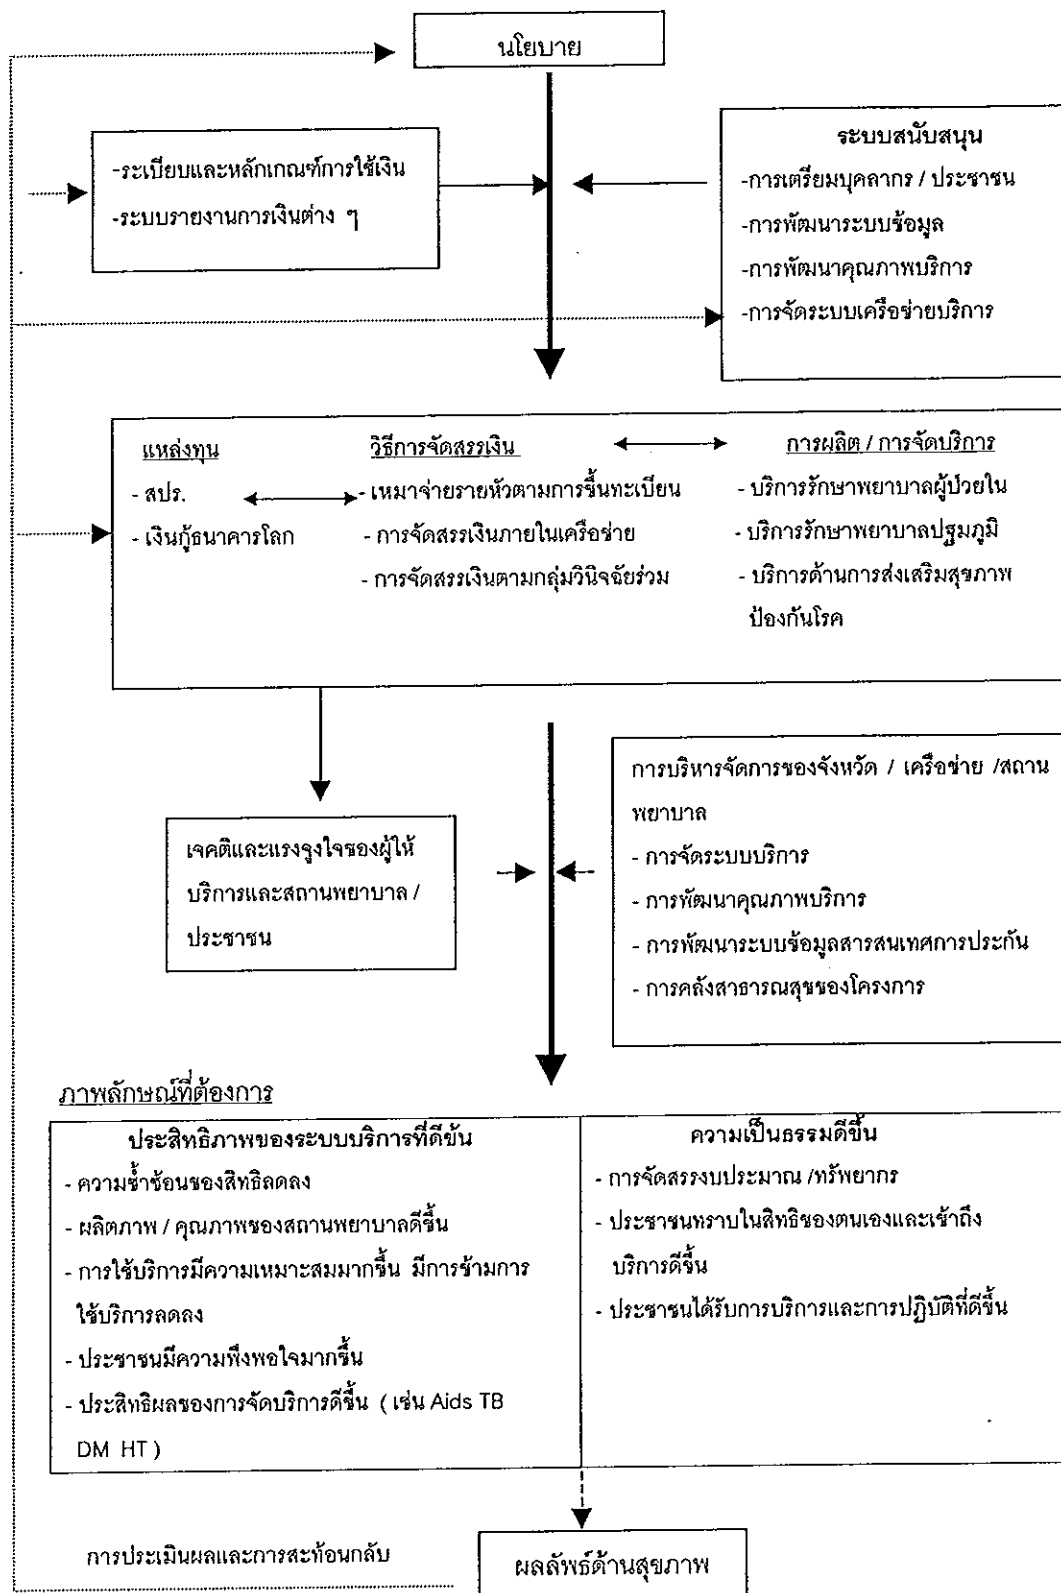 นโยบาย
-ระเบียบและหลักเกณฑ์การใช้เงิน
-ระบบรายงานการเงินต่าง ๆ
ระบบสนับสนุน
-การเตรียมบุคลากร / ประชาชน
-การพัฒนาระบบข้อมูล
-การพัฒนาคุณภาพบริการ
-การจัดระบบเครือข่ายบริการ
แหล่งทุน
- สปร.
- เงินกู้ธนาคารโลก
วิธีการจัดสรรเงิน
- เหมาจ่ายรายหัวตามการขึ้นทะเบียน
- การจัดสรรเงินภายในเครือข่าย
- การจัดสรรเงินตามกลุ่มวินิจฉัยร่วม
การผลิต / การจัดบริการ
- บริการรักษาพยาบาลผู้ป่วยใน
- บริการรักษาพยาบาลปฐมภูมิ
- บริการด้านการส่งเสริมสุขภาพ
ป้องกันโรค
เจคติและแรงจูงใจของผู้ให้
บริการและสถานพยาบาล /
ประชาชน
การบริหารจัดการของจังหวัด / เครือข่าย /สถาน
พยาบาล
- การจัดระบบบริการ
- การพัฒนาคุณภาพบริการ
- การพัฒนาระบบข้อมูลสารสนเทศการประกัน
- การคลังสาธารณสุขของโครงการ
ภาพลักษณ์ที่ต้องการ
ประสิทธิภาพของระบบบริการที่ดีขึ้น
- ความซ้ำซ้อนของสิทธิลดลง
- ผลิตภาพ / คุณภาพของสถานพยาบาลดีขึ้น
- การใช้บริการมีความเหมาะสมมากขึ้น มีการข้ามการ
ใช้บริการลดลง
- ประชาชนมีความพึงพอใจมากขึ้น
- ประสิทธิผลของการจัดบริการดีขึ้น ( เช่น Aids TB
DM HT )
ความเป็นธรรมดีขึ้น
- การจัดสรรงบประมาณ /ทรัพยากร
- ประชาชนทราบในสิทธิของตนเองและเข้าถึง
บริการดีขึ้น
- ประชาชนได้รับการบริการและการปฏิบัติที่ดีขึ้น
การประเมินผลและการสะท้อนกลับ
ผลลัพธ์ด้านสุขภาพ